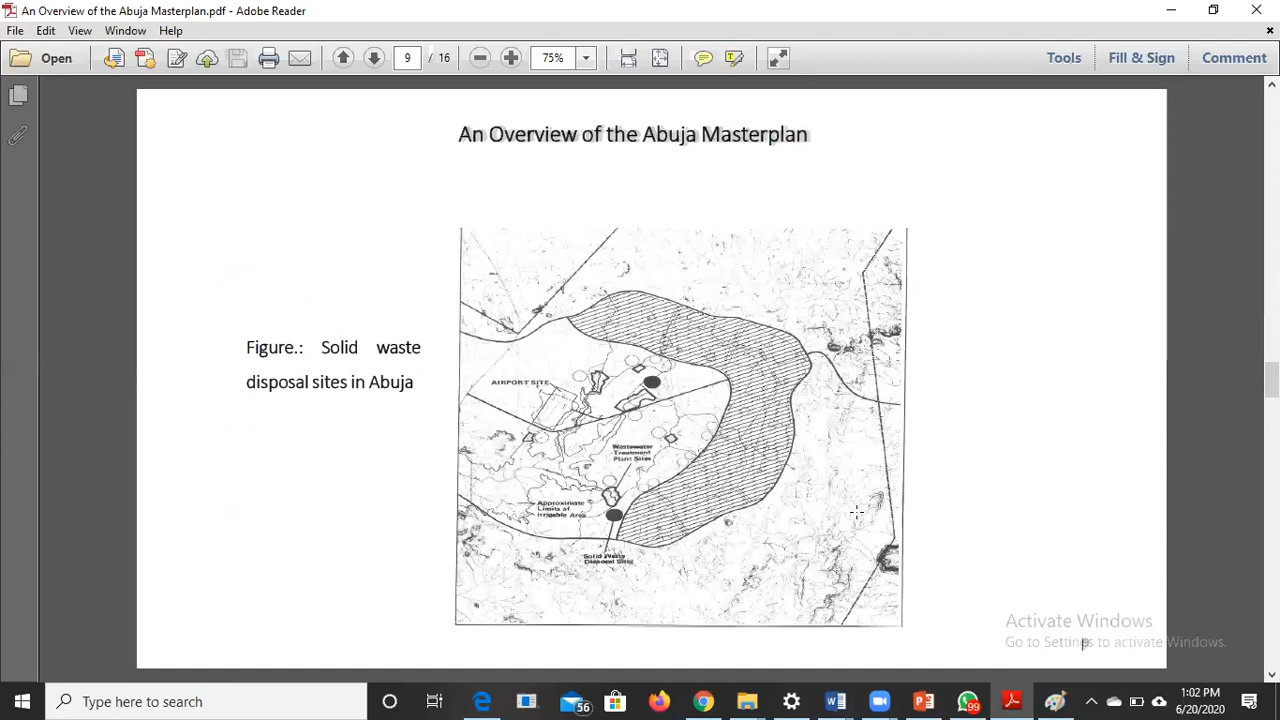 An Overview of the Abuja Masterplan.pdf - Adobe Reader
File Edit View Window Help
Open 9 / 16 75% Tools Fill & Sign Comment
An Overview of the Abuja Masterplan
Figure.: Solid waste
disposal sites in Abuja
AIRPORT SITE
Wastewater
Treatment
Plant Sites
Approximate
Limits of
Irrigable Area
Solid Waste
Disposal Sites
Activate Windows
Go to Settings to activate Windows.
Type here to search
56
99
1:02 PM
6/20/2020